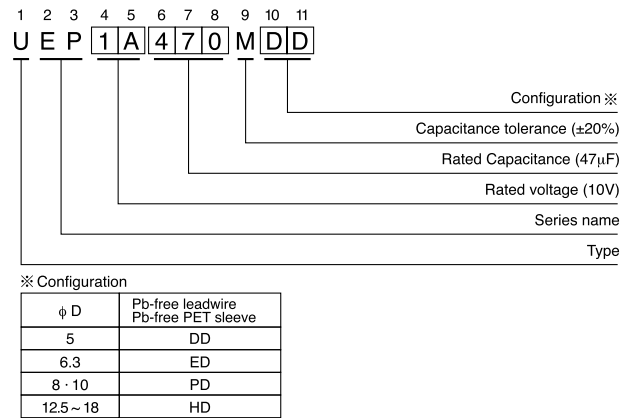 1 2 3 4 5 6 7 8 9 10 11
U E P 1 A 4 7 0 M D D
Configuration ※
Capacitance tolerance (±20%)
Rated Capacitance (47μF)
Rated voltage (10V)
Series name
Type
※ Configuration
ϕ D Pb-free leadwire
Pb-free PET sleeve
5 DD
6.3 ED
8 · 10 PD
12.5 ~ 18 HD